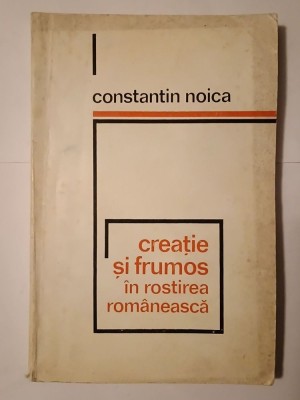 constantin noica
creație
și frumos
în rostirea
românească